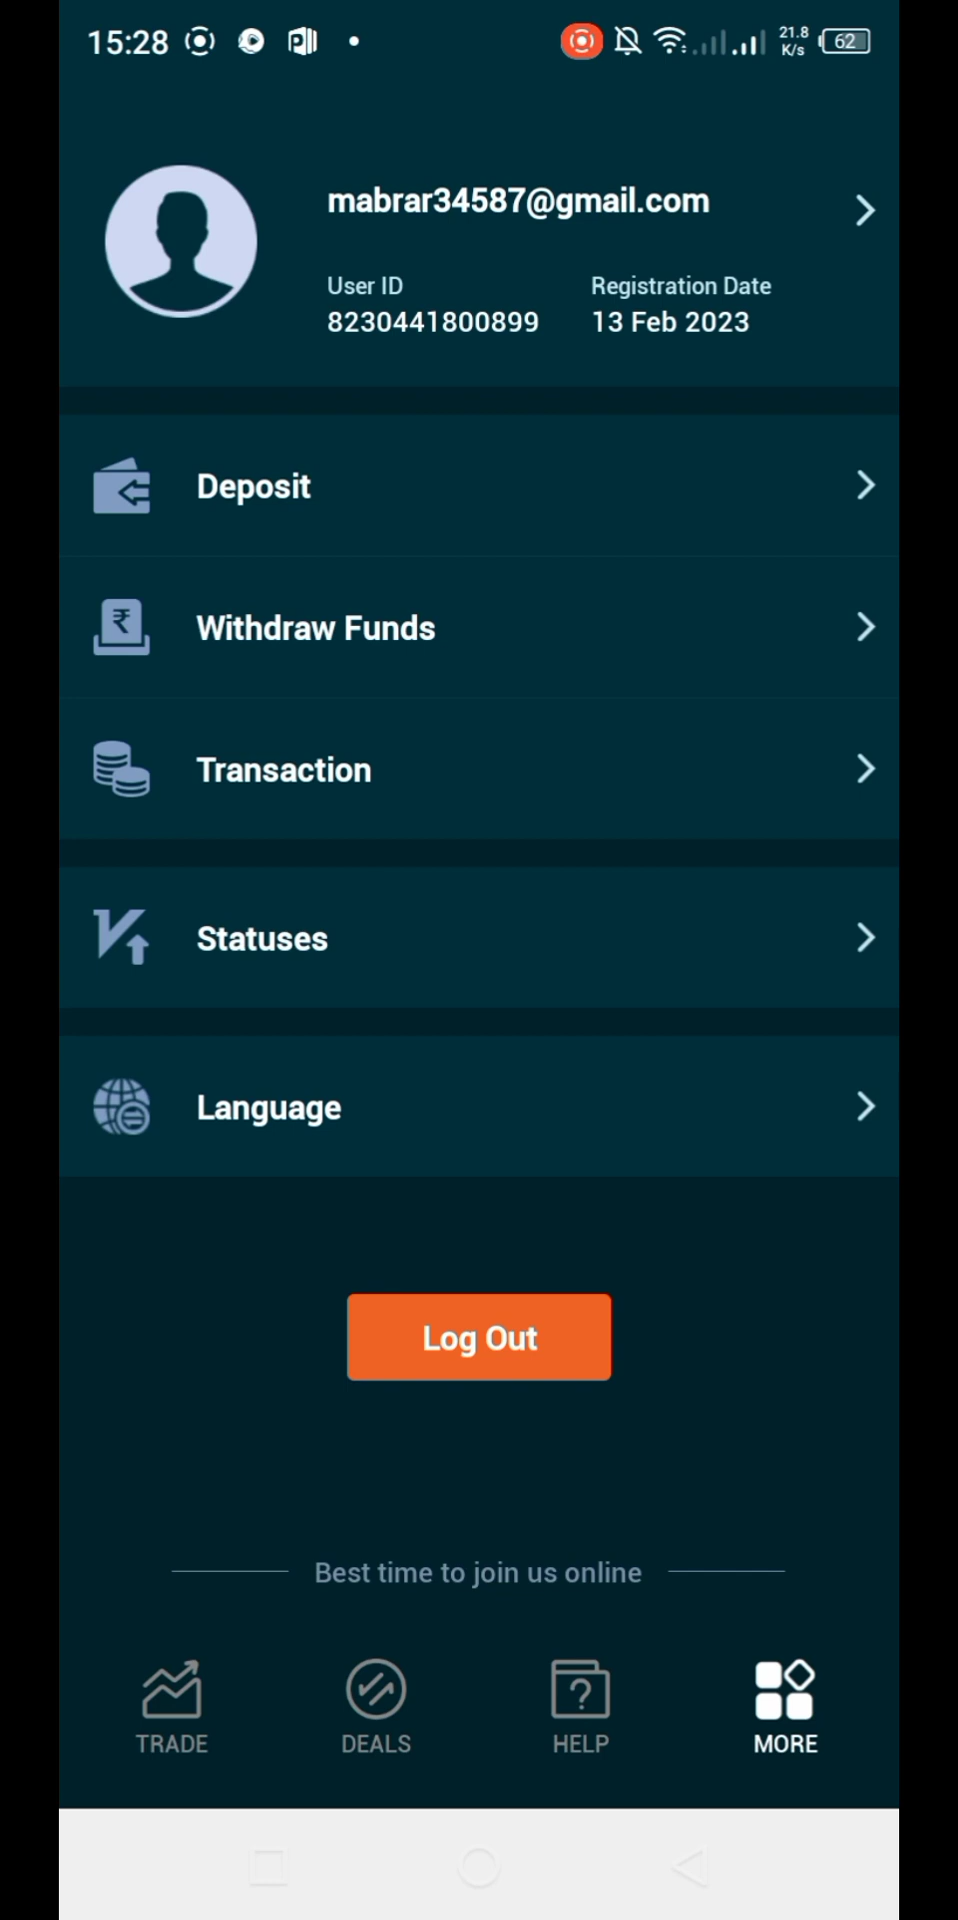 15:28
21.8
K/s
62
mabrar34587@gmail.com
User ID
Registration Date
8230441800899
13 Feb 2023
Deposit
₹
Withdraw Funds
Transaction
Statuses
Language
Log Out
Best time to join us online
TRADE
DEALS
HELP
MORE